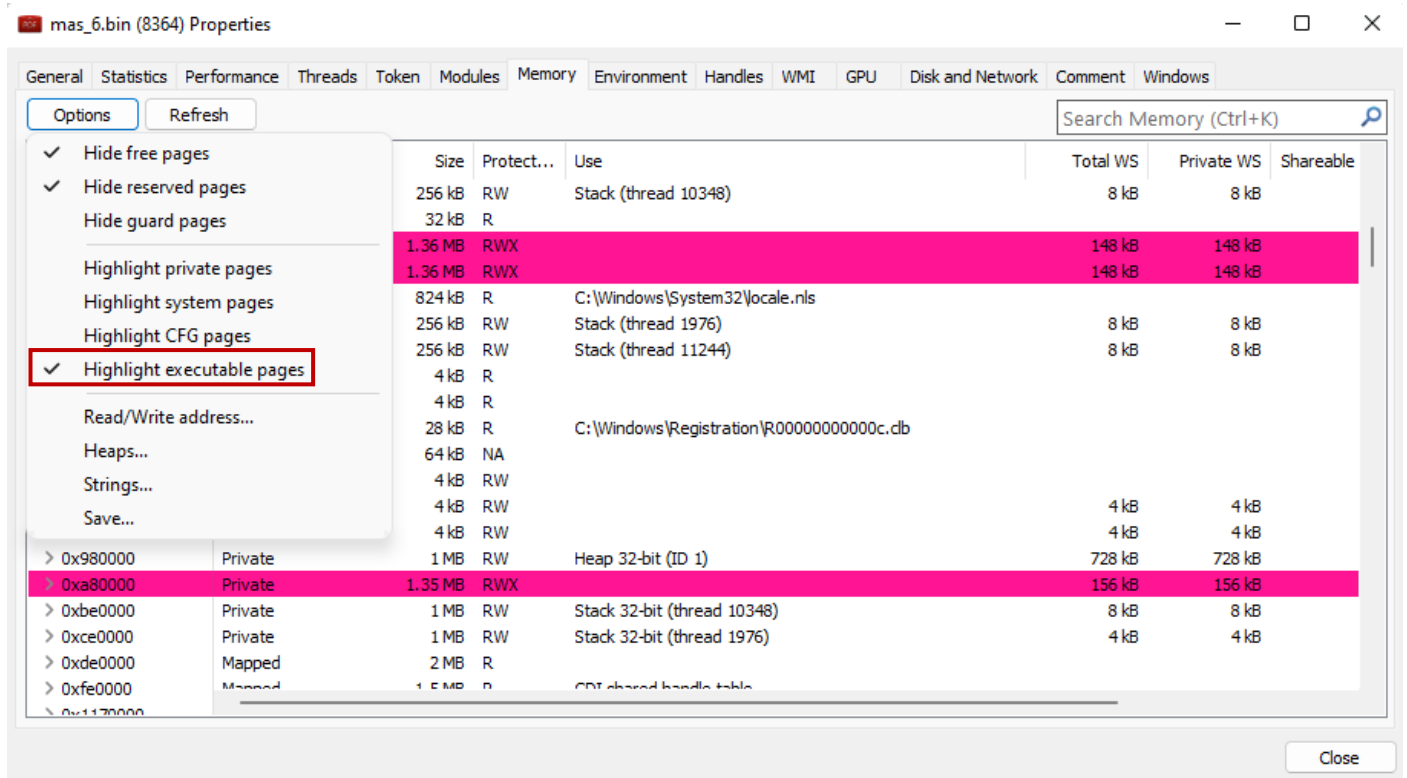 mas_6.bin (8364) Properties
General Statistics Performance Threads Token Modules Memory Environment Handles WMI GPU Disk and Network Comment Windows
Options Refresh Search Memory (Ctrl+K)
Hide free pages
Hide reserved pages
Hide guard pages
Highlight private pages
Highlight system pages
Highlight CFG pages
Highlight executable pages
Read/Write address...
Heaps...
Strings...
Save...
Size Protect... Use Total WS Private WS Shareable
256 kB RW Stack (thread 10348) 8 kB 8 kB
32 kB R
1.36 MB RWX 148 kB 148 kB
1.36 MB RWX 148 kB 148 kB
824 kB R C:\Windows\System32\locale.nls
256 kB RW Stack (thread 1976) 8 kB 8 kB
256 kB RW Stack (thread 11244) 8 kB 8 kB
4 kB R
4 kB R
28 kB R C:\Windows\Registration\R00000000000c.clb
64 kB NA
4 kB RW
4 kB RW 4 kB 4 kB
4 kB RW 4 kB 4 kB
0x980000 Private 1 MB RW Heap 32-bit (ID 1) 728 kB 728 kB
0xa80000 Private 1.35 MB RWX 156 kB 156 kB
0xbe0000 Private 1 MB RW Stack 32-bit (thread 10348) 8 kB 8 kB
0xce0000 Private 1 MB RW Stack 32-bit (thread 1976) 4 kB 4 kB
0xde0000 Mapped 2 MB R
0xfe0000 Mapped 1.5 MB R GDI shared handle table
0x1170000
Close